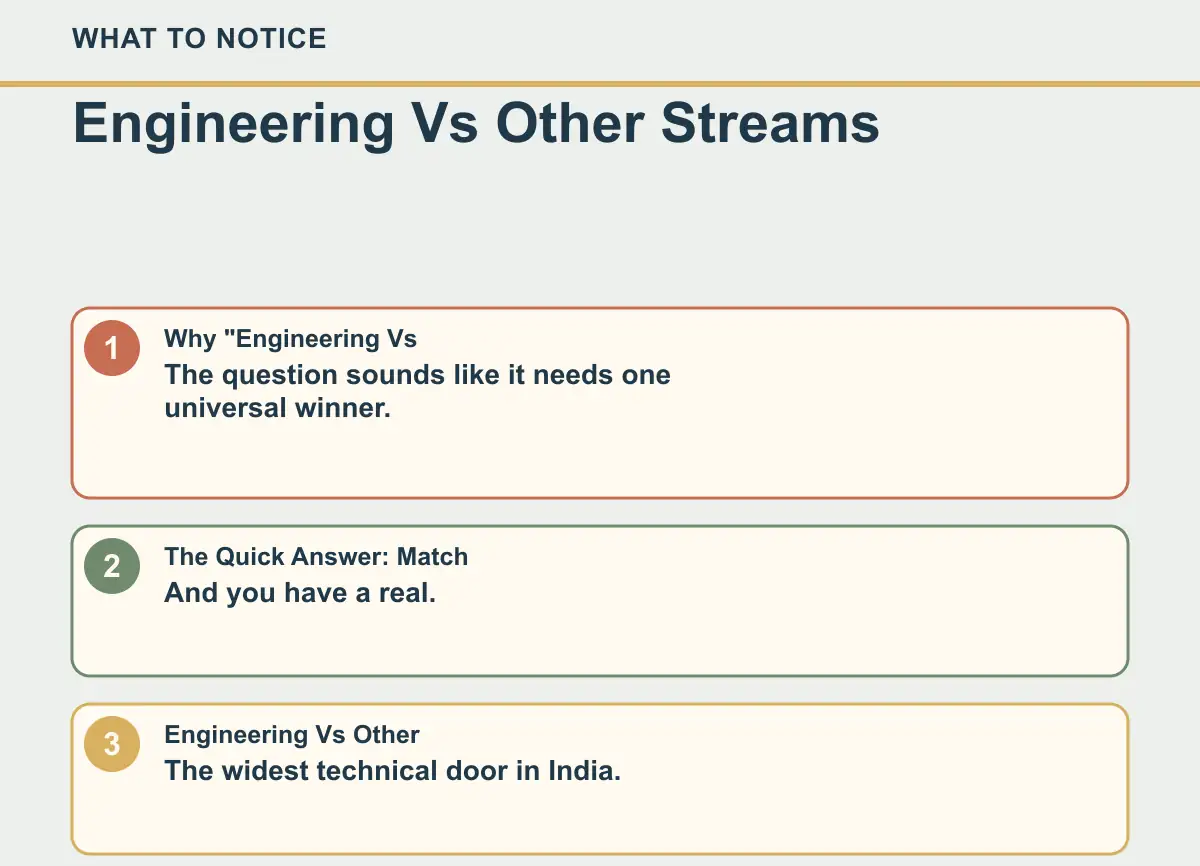 WHAT TO NOTICE
Engineering Vs Other Streams
1
Why "Engineering Vs
The question sounds like it needs one
universal winner.
2
The Quick Answer: Match
And you have a real.
3
Engineering Vs Other
The widest technical door in India.